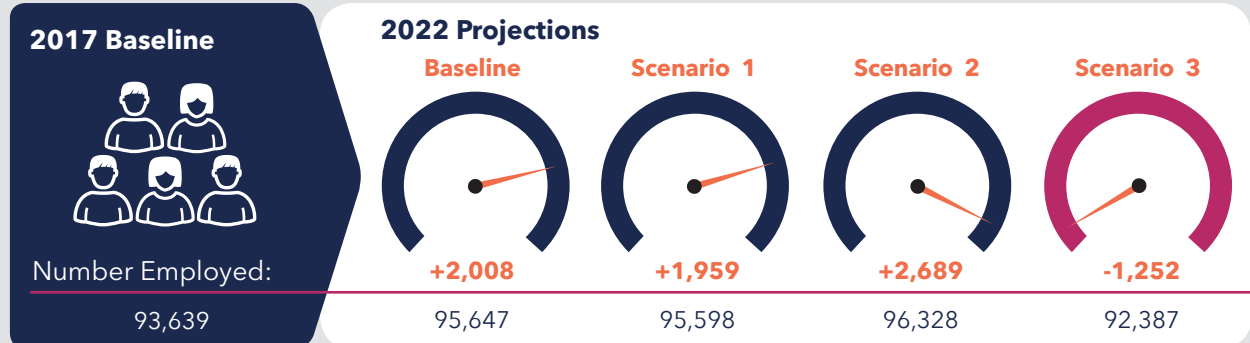 2017 Baseline
2022 Projections
Baseline Scenario 1 Scenario 2 Scenario 3
Number Employed: +2,008 +1,959 +2,689 -1,252
93,639 95,647 95,598 96,328 92,387